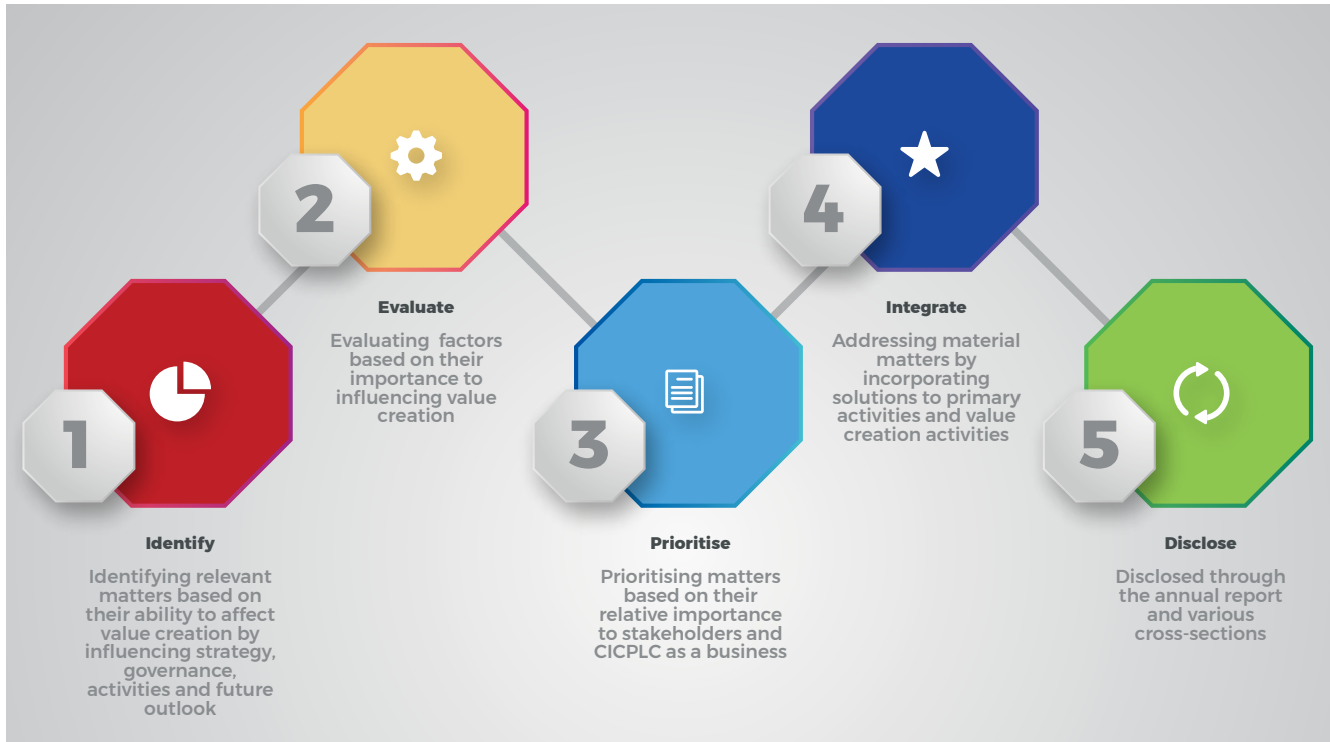 1
Identify
Identifying relevant
matters based on
their ability to affect
value creation by
influencing strategy,
governance,
activities and future
outlook
2
Evaluate
Evaluating factors
based on their
importance to
influencing value
creation
3
Prioritise
Prioritising matters
based on their
relative importance
to stakeholders and
CICPLC as a business
4
Integrate
Addressing material
matters by
incorporating
solutions to primary
activities and value
creation activities
5
Disclose
Disclosed through
the annual report
and various
cross-sections